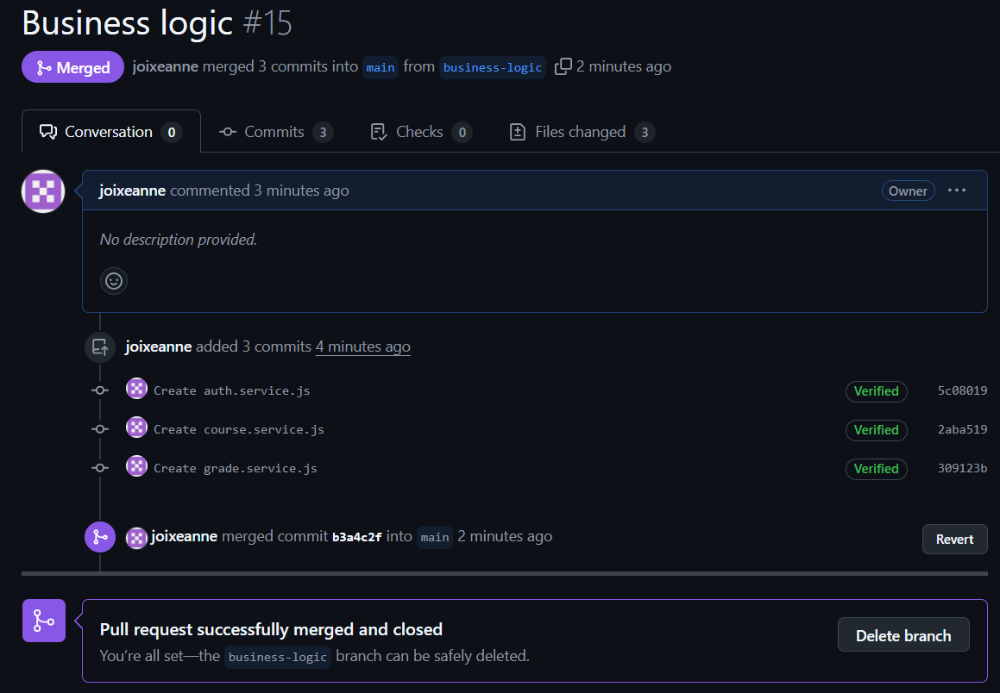 Business logic #15
Merged joixeanne merged 3 commits into main from business-logic 2 minutes ago
Conversation 0 Commits 3 Checks 0 Files changed 3
joixeanne commented 3 minutes ago Owner ...
No description provided.
joixeanne added 3 commits 4 minutes ago
Create auth.service.js Verified 5c08019
Create course.service.js Verified 2aba519
Create grade.service.js Verified 309123b
joixeanne merged commit b3a4c2f into main 2 minutes ago Revert
Pull request successfully merged and closed
You’re all set—the business-logic branch can be safely deleted.
Delete branch